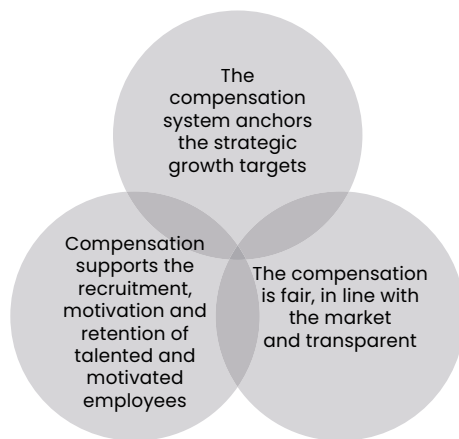 The
compensation
system anchors
the strategic
growth targets
Compensation
supports the
recruitment,
motivation and
retention of
talented and
motivated
employees
The compensation
is fair, in line with
the market
and transparent